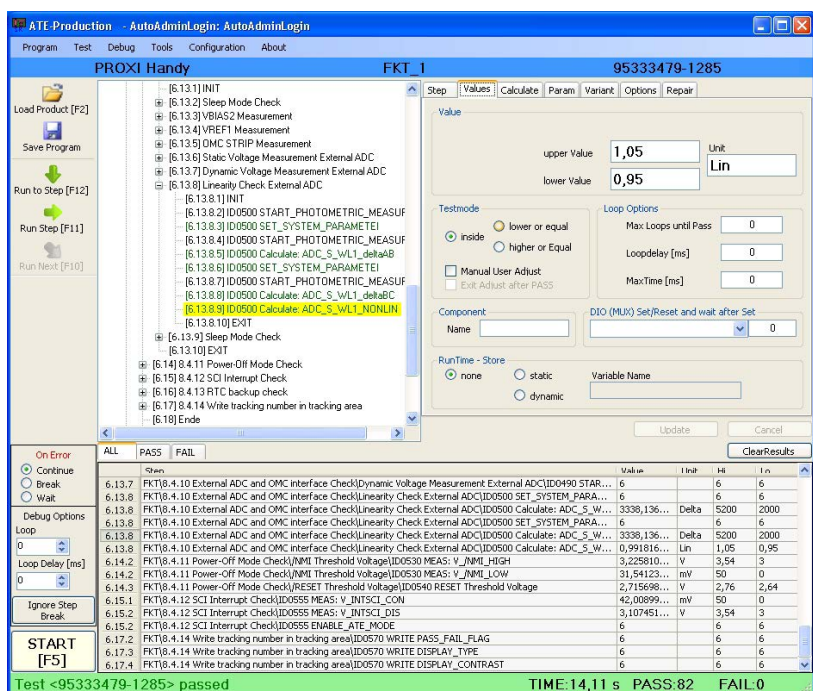 ATE-Production - AutoAdminLogin: AutoAdminLogin
Program Test Debug Tools Configuration About
PROXI Handy FKT_1 95333479-1285
Load Product [F2]
Save Program
Run to Step [F12]
Run Step [F11]
Run Next [F10]
[6.13.1] INIT
[6.13.2] Sleep Mode Check
[6.13.3] VBIAS2 Measurement
[6.13.4] VREF1 Measurement
[6.13.5] OMC STRIP Measurement
[6.13.6] Static Voltage Measurement External ADC
[6.13.7] Dynamic Voltage Measurement External ADC
[6.13.8] Linearity Check External ADC
[6.13.8.1] INIT
[6.13.8.2] ID0500 START_PHOTOMETRIC_MEASUF
[6.13.8.3] ID0500 SET_SYSTEM_PARAMETEI
[6.13.8.4] ID0500 START_PHOTOMETRIC_MEASUF
[6.13.8.5] ID0500 Calculate: ADC_S_WL1_deltaAB
[6.13.8.6] ID0500 SET_SYSTEM_PARAMETEI
[6.13.8.7] ID0500 START_PHOTOMETRIC_MEASUF
[6.13.8.8] ID0500 Calculate: ADC_S_WL1_deltaBC
[6.13.8.9] ID0500 Calculate: ADC_S_WL1_NONLIN
[6.13.8.10] EXIT
[6.13.9] Sleep Mode Check
[6.13.10] EXIT
[6.14] 8.4.11 Power-Off Mode Check
[6.15] 8.4.12 SCI Interrupt Check
[6.16] 8.4.13 RTC backup check
[6.17] 8.4.14 Write tracking number in tracking area
[6.18] Ende
Step Values Calculate Param Variant Options Repair
Value
upper Value 1,05
Unit
Lin
lower Value 0,95
Testmode
inside
lower or equal
higher or Equal
Manual User Adjust
Exit Adjust after PASS
Loop Options
Max Loops until Pass 0
Loopdelay [ms] 0
MaxTime [ms] 0
Component
Name
DIO (MUX) Set/Reset and wait after Set
0
RunTime - Store
none static
dynamic
Variable Name
Update Cancel
On Error
Continue
Break
Wait
Debug Options
Loop
0
Loop Delay [ms]
0
Ignore Step
Break
START
[F5]
ALL PASS FAIL
ClearResults
Step Value Unit Hi Lo
6.13.7 FKT\8.4.10 External ADC and OMC interface Check\Dynamic Voltage Measurement External ADC\ID0490 STAR... 6 6 6
6.13.8 FKT\8.4.10 External ADC and OMC interface Check\Linearity Check External ADC\ID0500 SET_SYSTEM_PARA... 6 6 6
6.13.8 FKT\8.4.10 External ADC and OMC interface Check\Linearity Check External ADC\ID0500 Calculate: ADC_S_W... 3338,136... Delta 5200 2000
6.13.8 FKT\8.4.10 External ADC and OMC interface Check\Linearity Check External ADC\ID0500 SET_SYSTEM_PARA... 6 6 6
6.13.8 FKT\8.4.10 External ADC and OMC interface Check\Linearity Check External ADC\ID0500 Calculate: ADC_S_W... 3338,136... Delta 5200 2000
6.13.8 FKT\8.4.10 External ADC and OMC interface Check\Linearity Check External ADC\ID0500 Calculate: ADC_S_W... 0,991816... Lin 1,05 0,95
6.14.2 FKT\8.4.11 Power-Off Mode Check\/NMI Threshold Voltage\ID0530 MEAS: V_/NMI_HIGH 3,225810... V 3,54 3
6.14.2 FKT\8.4.11 Power-Off Mode Check\/NMI Threshold Voltage\ID0530 MEAS: V_/NMI_LOW 31,54123... mV 50 0
6.14.3 FKT\8.4.11 Power-Off Mode Check\/RESET Threshold Voltage\ID0540 RESET Threshold Voltage 2,715698... V 2,76 2,64
6.15.1 FKT\8.4.12 SCI Interrupt Check\ID0555 MEAS: V_INTSCI_CON 42,00899... mV 50 0
6.15.2 FKT\8.4.12 SCI Interrupt Check\ID0555 MEAS: V_INTSCI_DIS 3,107451... V 3,54 3
6.15.2 FKT\8.4.12 SCI Interrupt Check\ID0555 ENABLE_ATE_MODE 6 6 6
6.17.2 FKT\8.4.14 Write tracking number in tracking area\ID0570 WRITE PASS_FAIL_FLAG 6 6 6
6.17.3 FKT\8.4.14 Write tracking number in tracking area\ID0570 WRITE DISPLAY_TYPE 6 6 6
6.17.4 FKT\8.4.14 Write tracking number in tracking area\ID0570 WRITE DISPLAY_CONTRAST 6 6 6
Test <95333479-1285> passed TIME:14,11 s PASS:82 FAIL:0